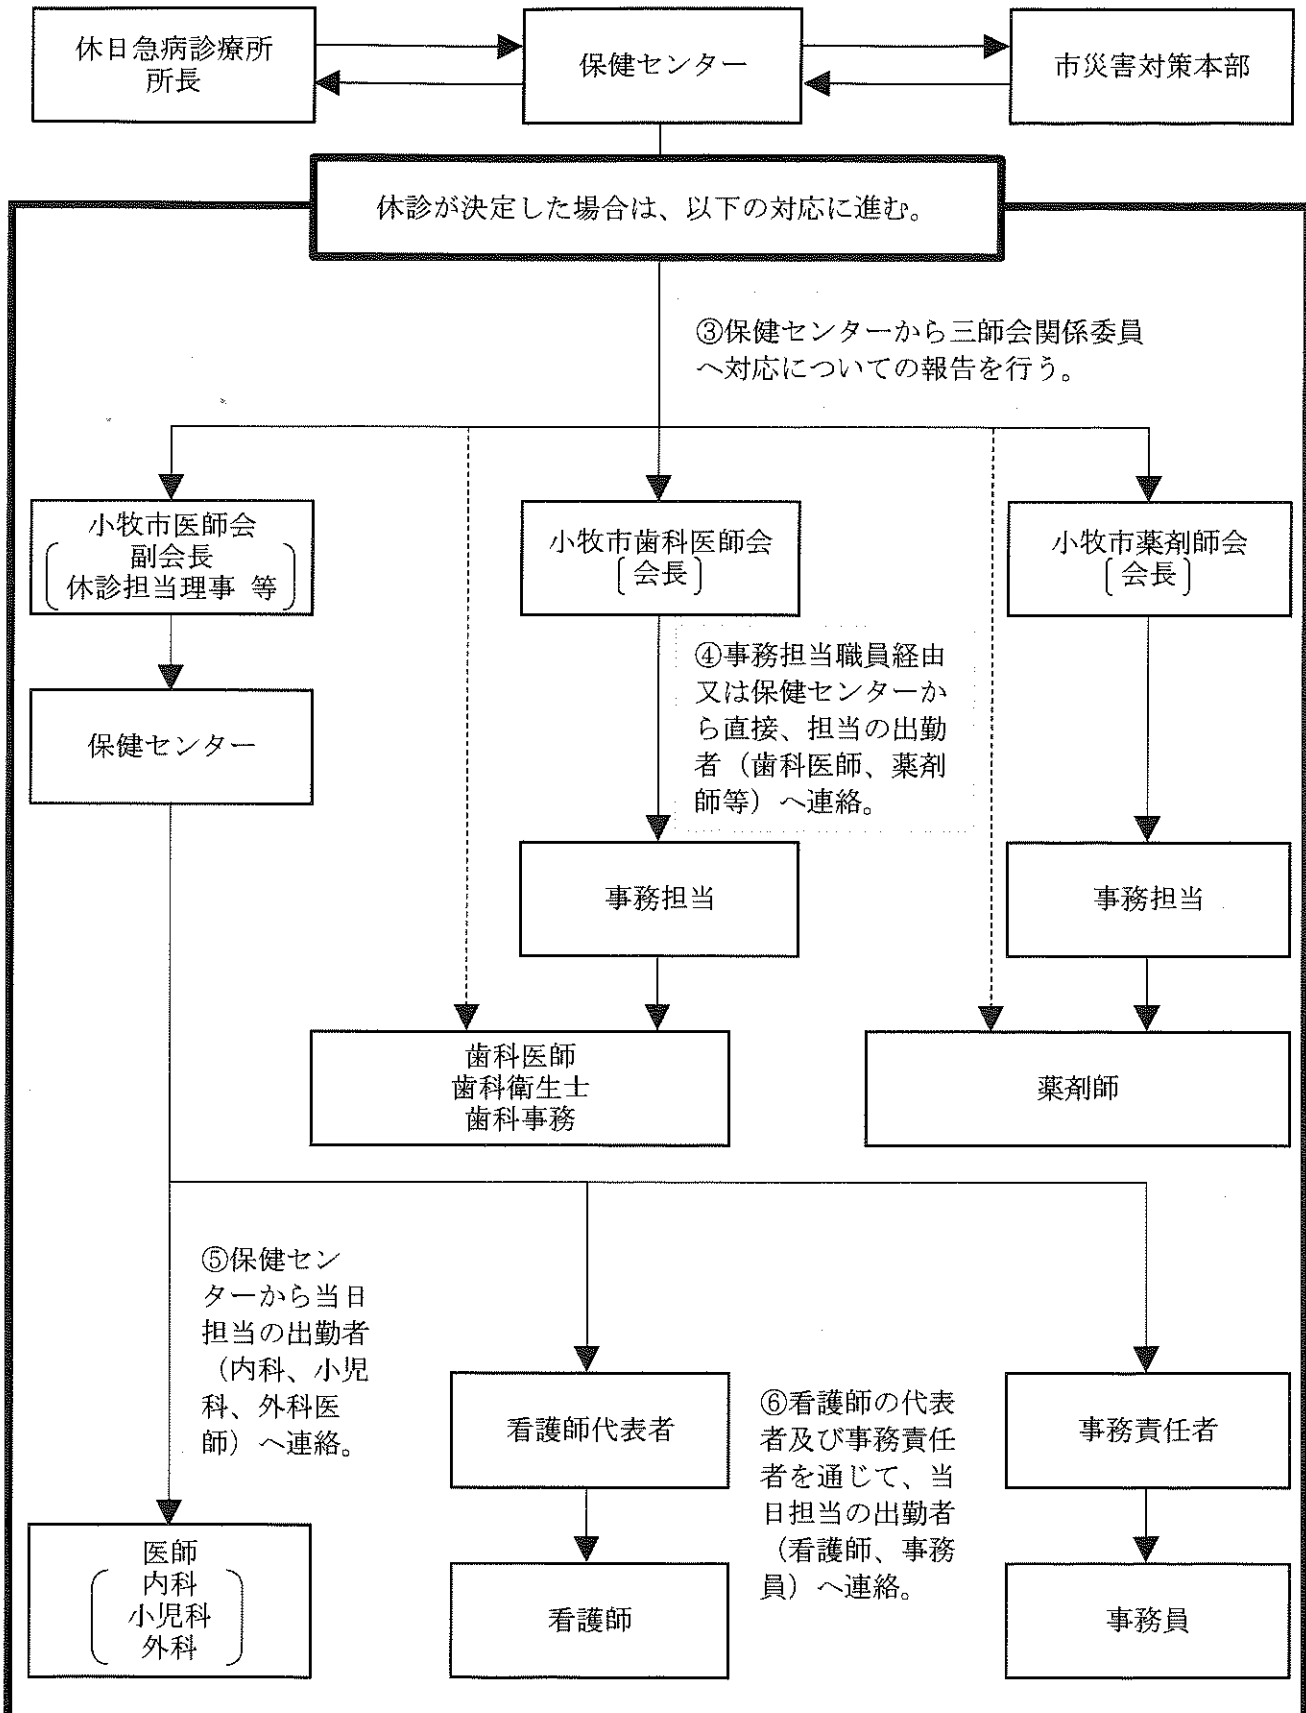 休日急病診療所
所長
保健センター
市災害対策本部
休診が決定した場合は、以下の対応に進む。
③保健センターから三師会関係委員
へ対応についての報告を行う。
小牧市医師会
副会長
休診担当理事 等
小牧市歯科医師会
〔会長〕
小牧市薬剤師会
〔会長〕
保健センター
④事務担当職員経由
又は保健センターか
ら直接、担当の出勤
者（歯科医師、薬剤
師等）へ連絡。
事務担当
事務担当
歯科医師
歯科衛生士
歯科事務
薬剤師
⑤保健セン
ターから当日
担当の出勤者
（内科、小児
科、外科医
師）へ連絡。
看護師代表者
⑥看護師の代表
者及び事務責任
者を通じて、当
日担当の出勤者
（看護師、事務
員）へ連絡。
事務責任者
医師
内科
小児科
外科
看護師
事務員